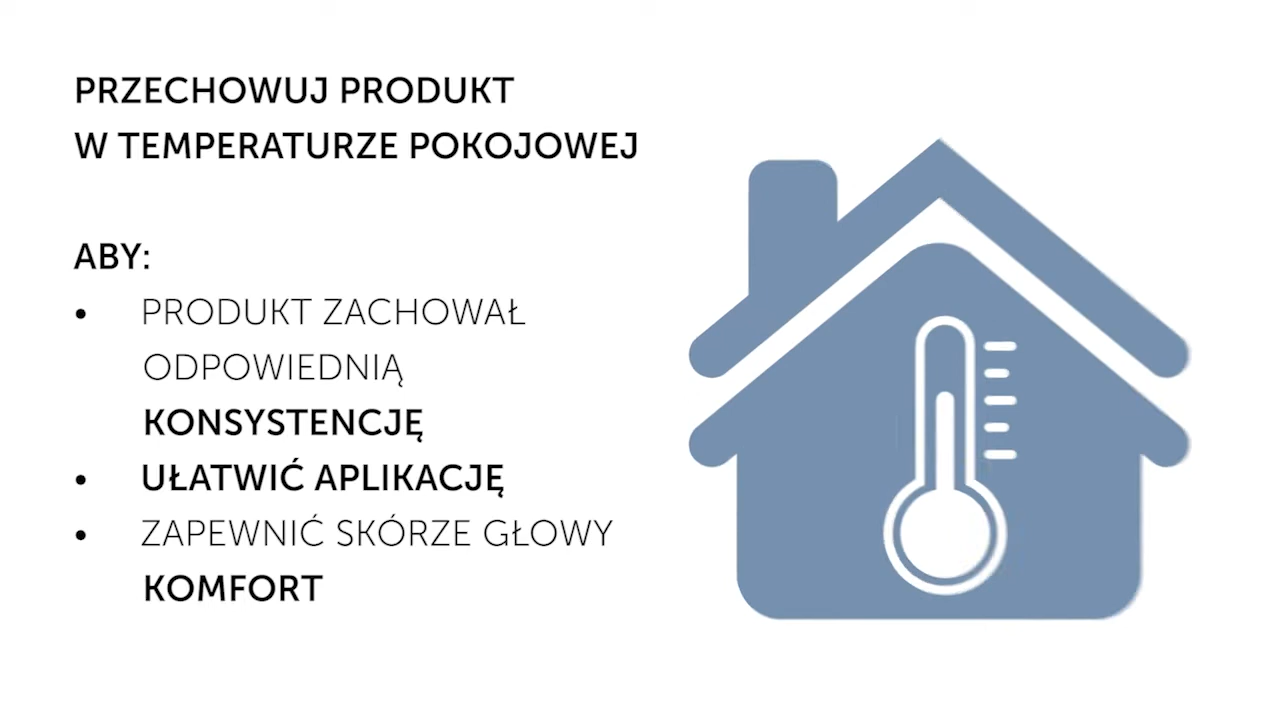 PRZECHOWUJ PRODUKT
W TEMPERATURZE POKOJOWEJ
ABY:
• PRODUKT ZACHOWAŁ
ODPOWIEDNIĄ
KONSYSTENCJĘ
• UŁATWIĆ APLIKACJĘ
• ZAPEWNIĆ SKÓRZE GŁOWY
KOMFORT